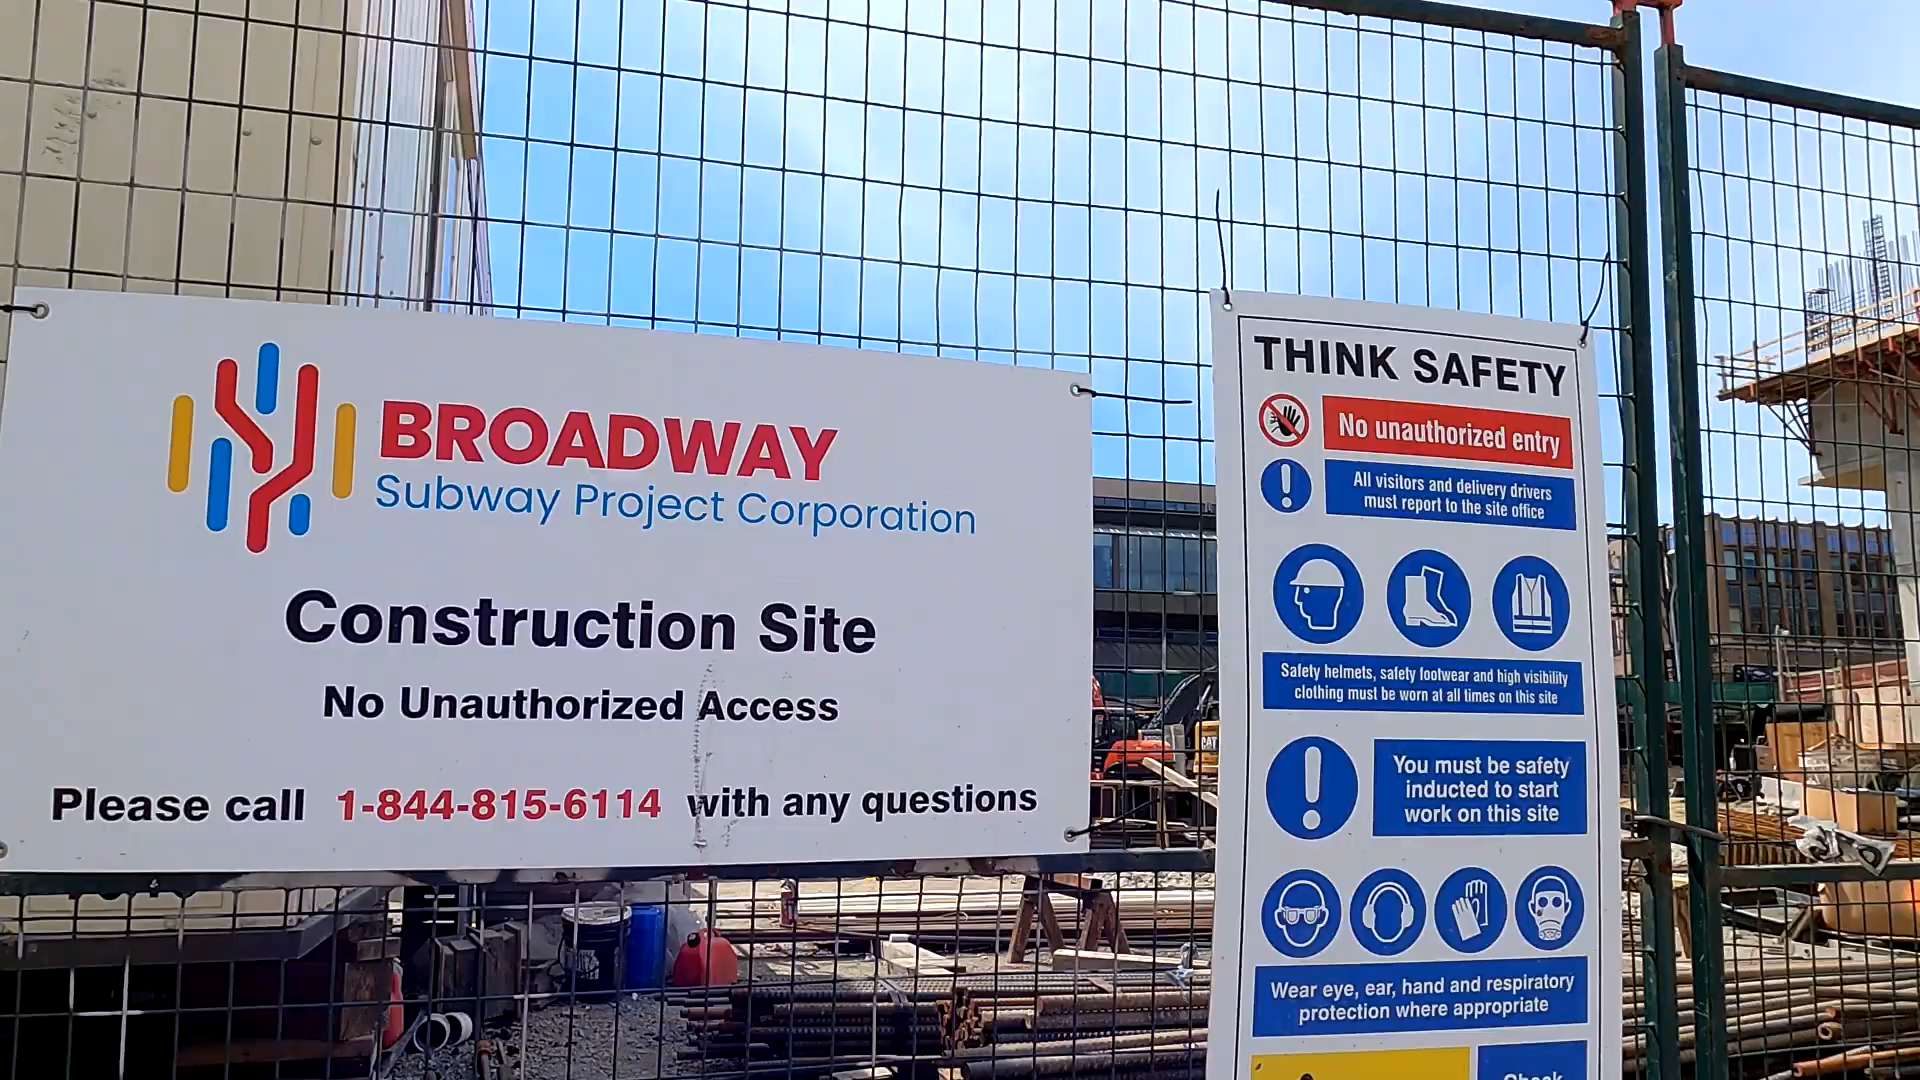 BROADWAY
Subway Project Corporation
Construction Site
No Unauthorized Access
Please call 1-844-815-6114 with any questions
THINK SAFETY
No unauthorized entry
All visitors and delivery drivers
must report to the site office
Safety helmets, safety footwear and high visibility
clothing must be worn at all times on this site
You must be safety
inducted to start
work on this site
Wear eye, ear, hand and respiratory
protection where appropriate
CAT